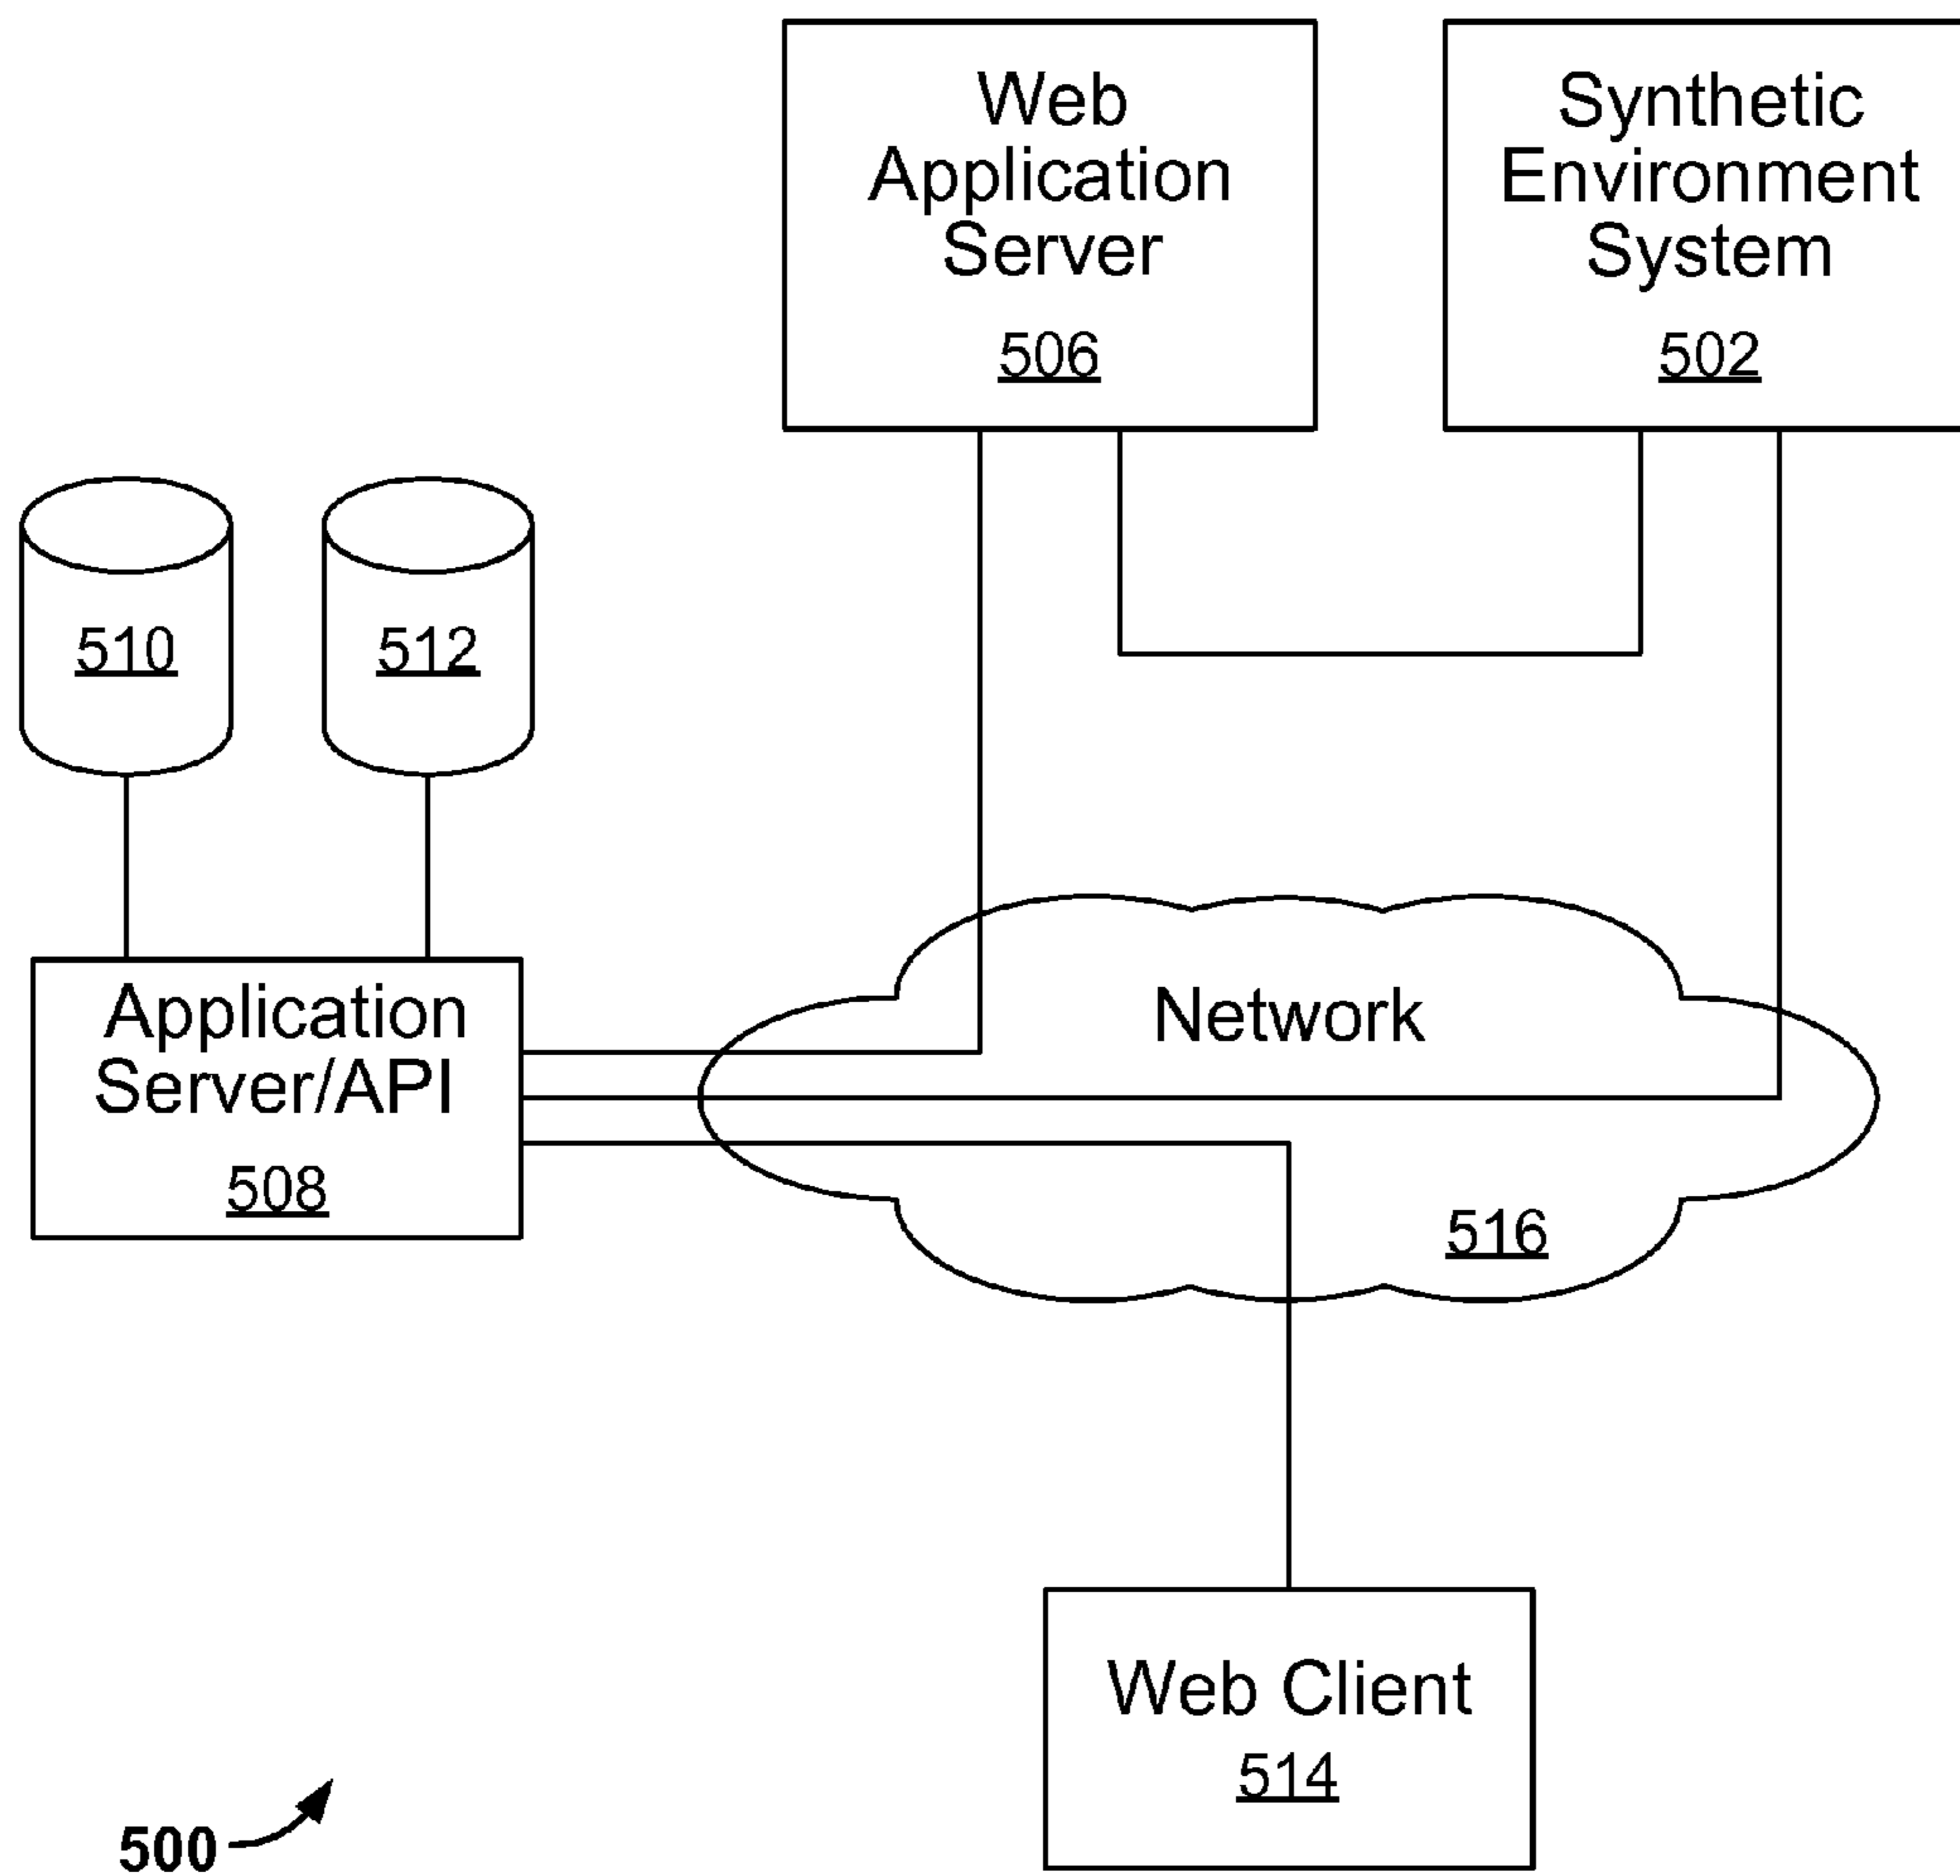 Web
Application
Server
506
Synthetic
Environment
System
502
510
512
Application
Server/API
508
Network
516
Web Client
514
500